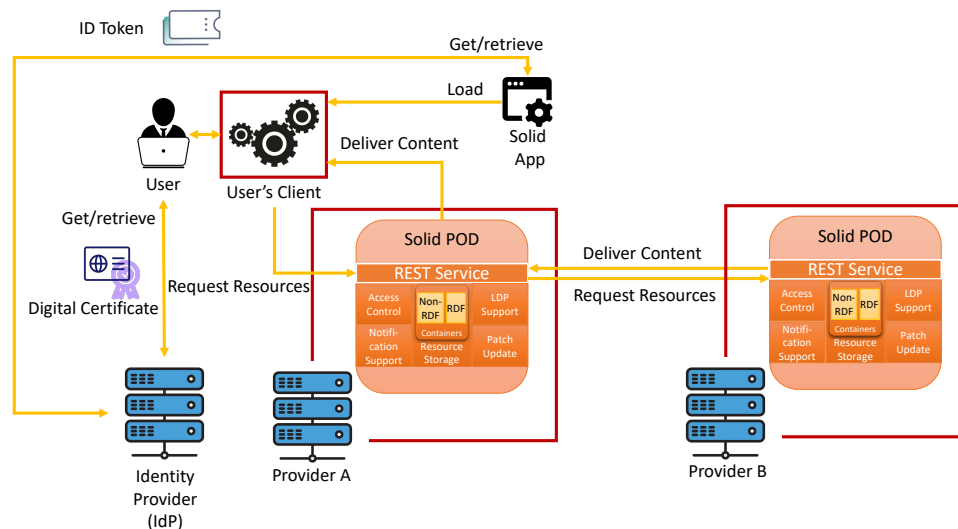 ID Token
Get/retrieve
Load
Solid
App
Deliver Content
User
User's Client
Get/retrieve
Digital Certificate
Request Resources
Solid POD
REST Service
Access
Control
Non-
RDF
RDF
Containers
LDP
Support
Notifi-
cation
Support
Resource
Storage
Patch
Update
Deliver Content
Request Resources
Solid POD
REST Service
Access
Control
Non-
RDF
RDF
Containers
LDP
Support
Notifi-
cation
Support
Resource
Storage
Patch
Update
Identity
Provider
(IdP)
Provider A
Provider B